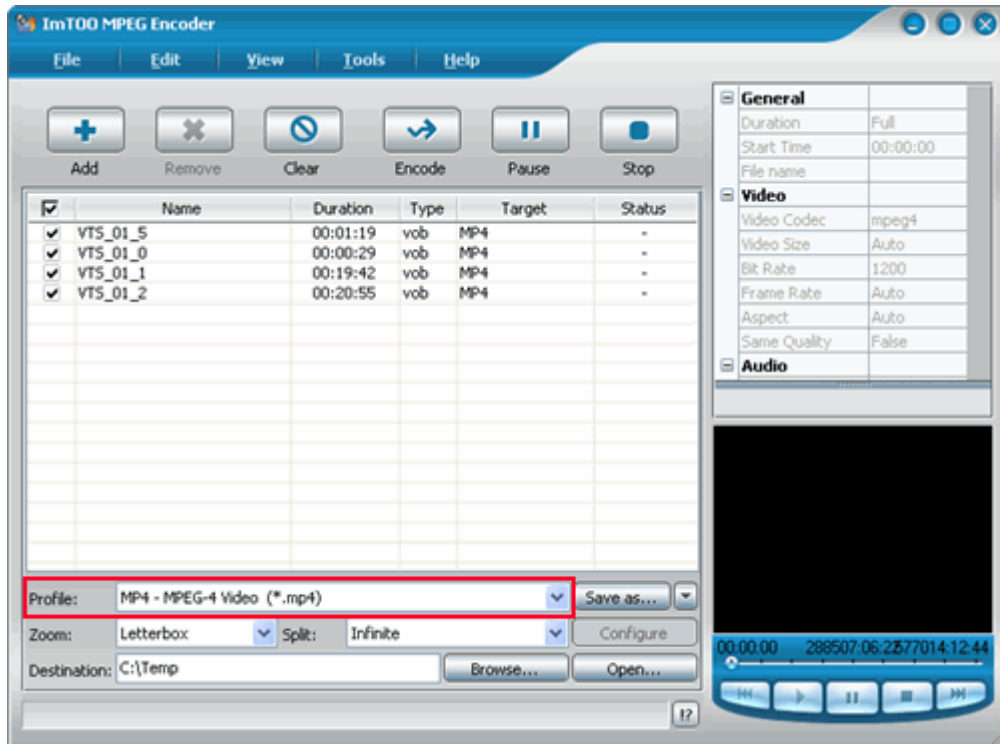 ImTOO MPEG Encoder
File Edit View Tools Help
Add Remove Clear Encode Pause Stop
Name Duration Type Target Status
VTS_01_5 00:01:19 vob MP4 -
VTS_01_0 00:00:29 vob MP4 -
VTS_01_1 00:19:42 vob MP4 -
VTS_01_2 00:20:55 vob MP4 -
Profile: MP4 - MPEG-4 Video (*.mp4) Save as...
Zoom: Letterbox Split: Infinite Configure
Destination: C:\Temp Browse... Open...
!?
General
Duration Full
Start Time 00:00:00
File name
Video
Video Codec mpeg4
Video Size Auto
Bit Rate 1200
Frame Rate Auto
Aspect Auto
Same Quality False
Audio
00:00:00